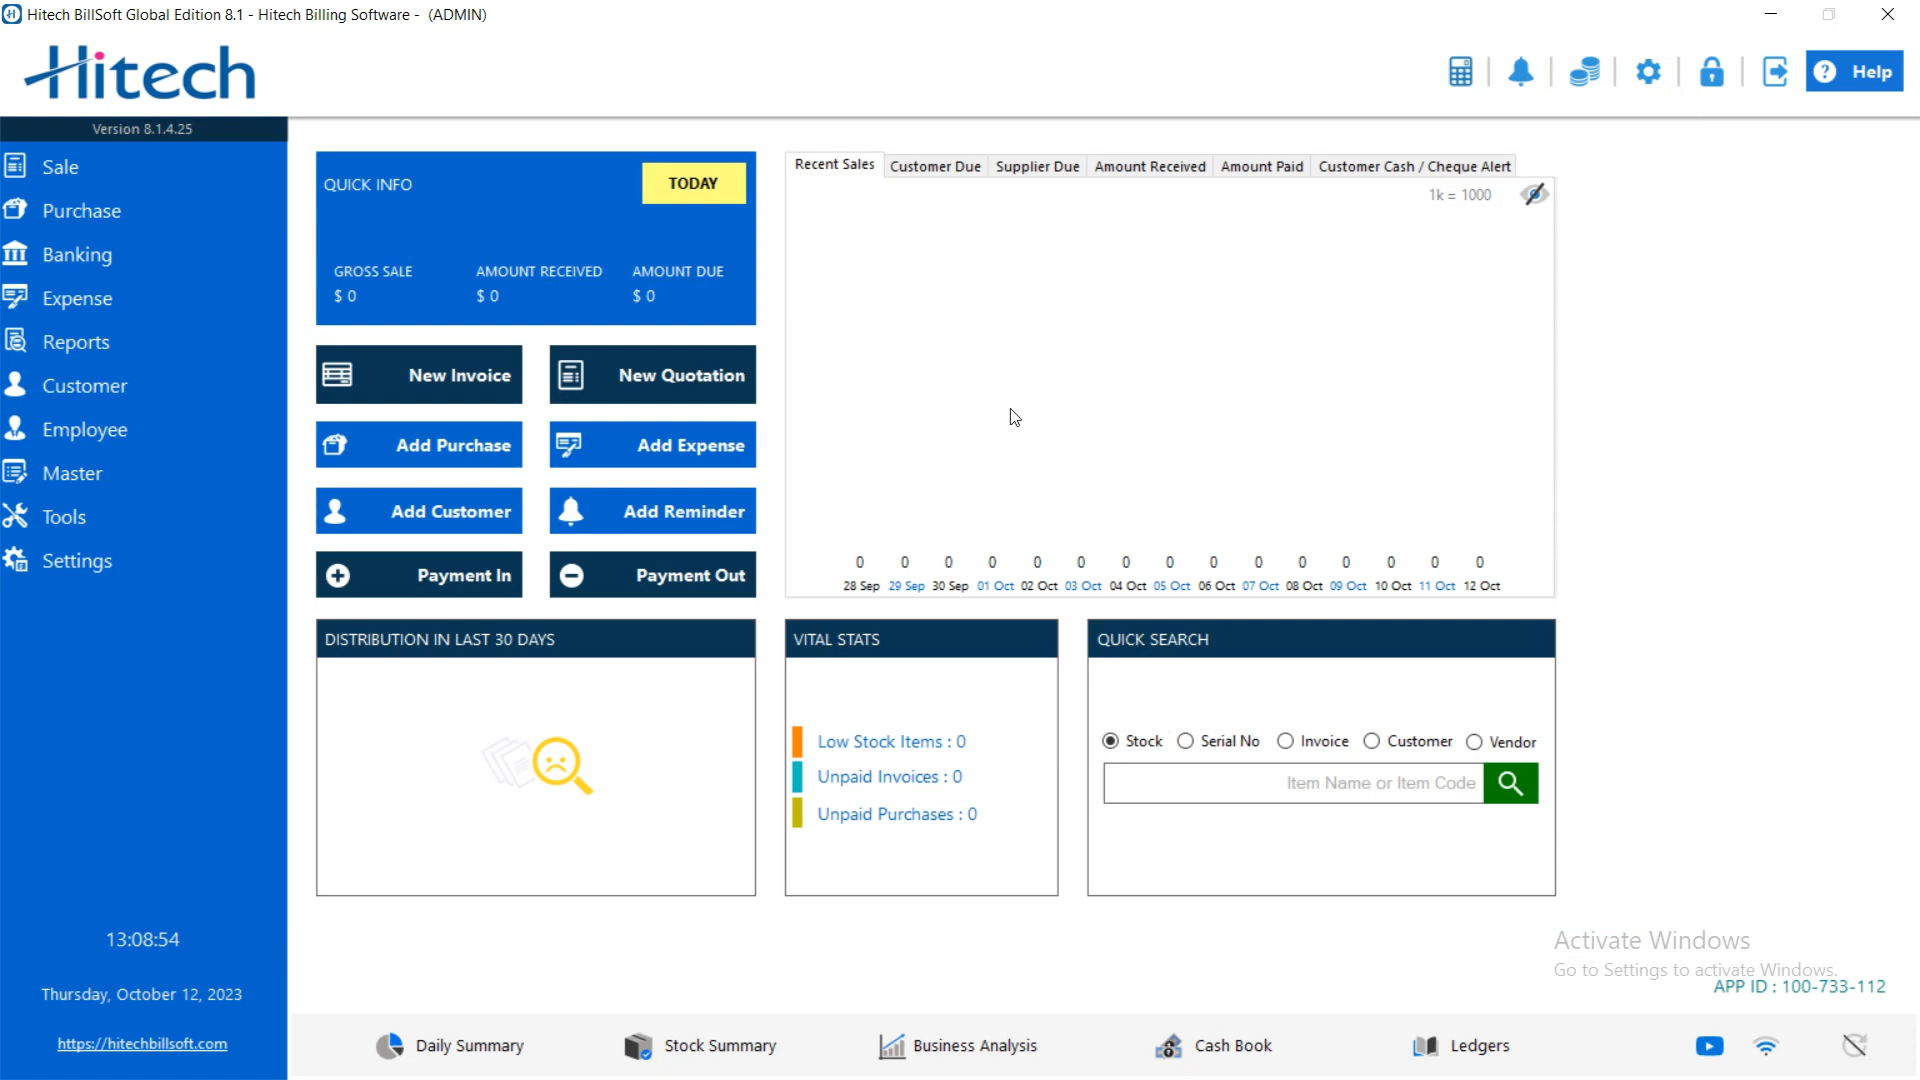 Hitech BillSoft Global Edition 8.1 - Hitech Billing Software - (ADMIN)
Hitech
Help
Version 8.1.4.25
Sale
Purchase
Banking
Expense
Reports
Customer
Employee
Master
Tools
Settings
13:08:54
Thursday, October 12, 2023
https://hitechbillsoft.com
QUICK INFO
TODAY
GROSS SALE AMOUNT RECEIVED AMOUNT DUE
$ 0 $ 0 $ 0
New Invoice New Quotation
Add Purchase Add Expense
Add Customer Add Reminder
Payment In Payment Out
Recent Sales Customer Due Supplier Due Amount Received Amount Paid Customer Cash / Cheque Alert
1k = 1000
0 0 0 0 0 0 0 0 0 0 0 0 0 0 0
28 Sep 29 Sep 30 Sep 01 Oct 02 Oct 03 Oct 04 Oct 05 Oct 06 Oct 07 Oct 08 Oct 09 Oct 10 Oct 11 Oct 12 Oct
DISTRIBUTION IN LAST 30 DAYS
VITAL STATS
Low Stock Items : 0
Unpaid Invoices : 0
Unpaid Purchases : 0
QUICK SEARCH
Stock Serial No Invoice Customer Vendor
Item Name or Item Code
Activate Windows
Go to Settings to activate Windows.
APP ID : 100-733-112
Daily Summary Stock Summary Business Analysis Cash Book Ledgers